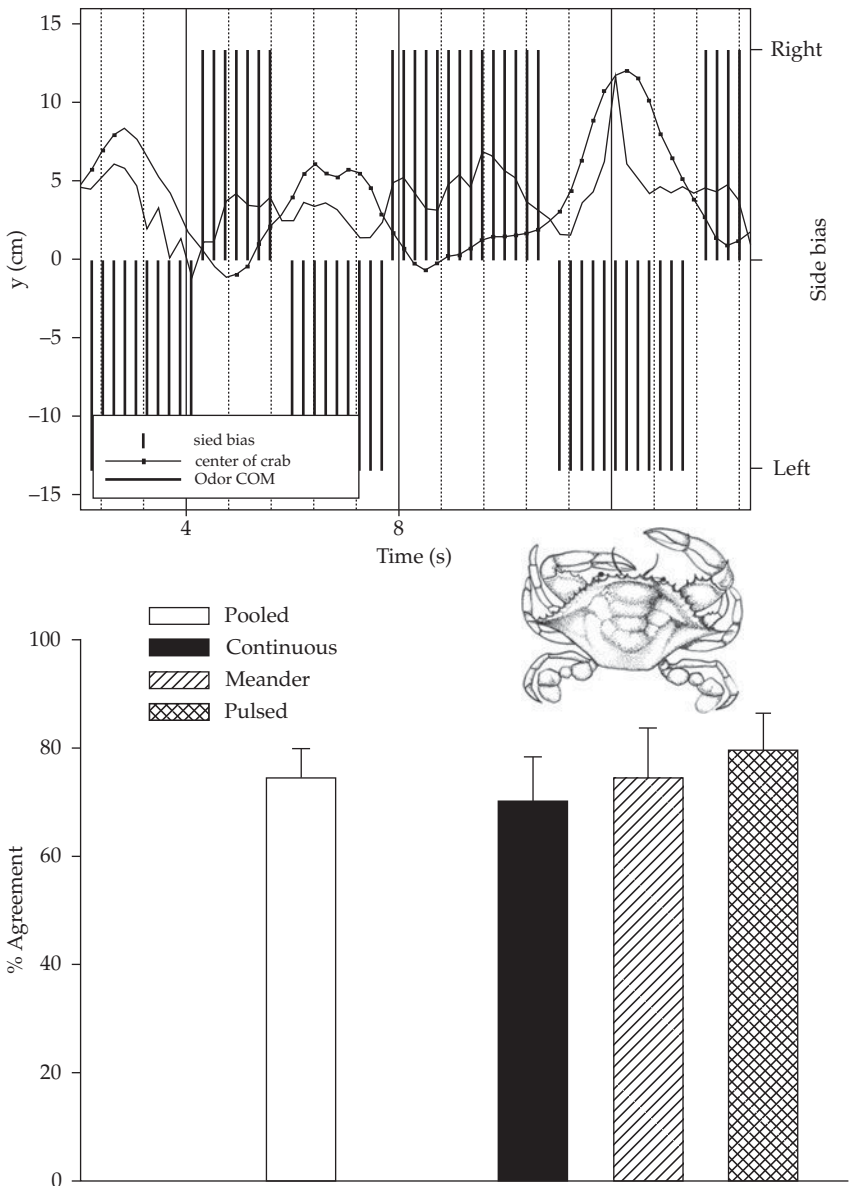 15
10
5
0
–5
–10
–15
y (cm)
Right
Side bias
Left
sied bias
center of crab
Odor COM
4
8
Time (s)
Pooled
Continuous
Meander
Pulsed
100
80
60
40
20
0
% Agreement